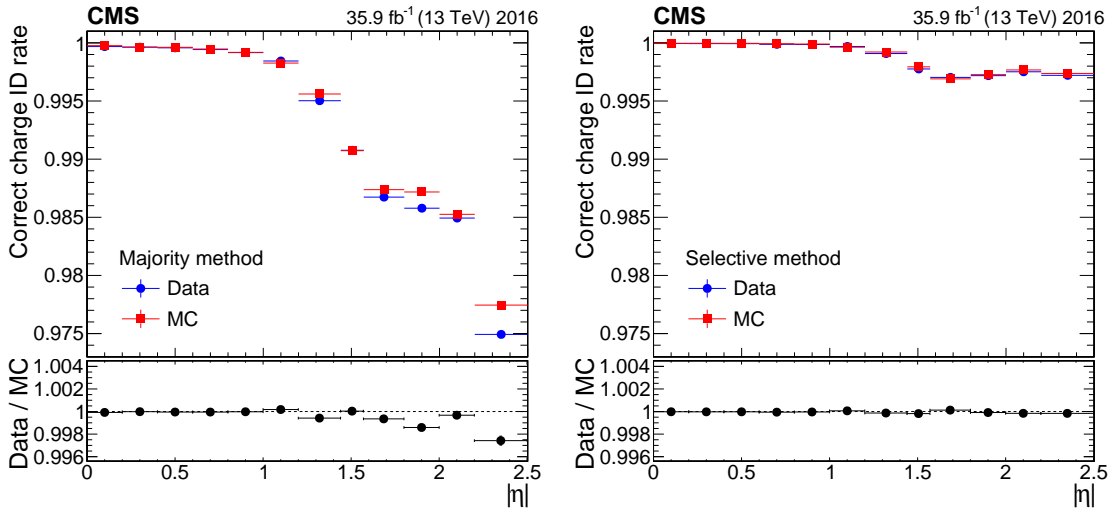 CMS
35.9 fb⁻¹ (13 TeV) 2016
Correct charge ID rate
1
0.995
0.99
0.985
0.98
0.975
Majority method
Data
MC
Data / MC
1.004
1.002
1
0.998
0.996
0
0.5
1
1.5
2
2.5
|η|
CMS
35.9 fb⁻¹ (13 TeV) 2016
Correct charge ID rate
1
0.995
0.99
0.985
0.98
0.975
Selective method
Data
MC
Data / MC
1.004
1.002
1
0.998
0.996
0
0.5
1
1.5
2
2.5
|η|